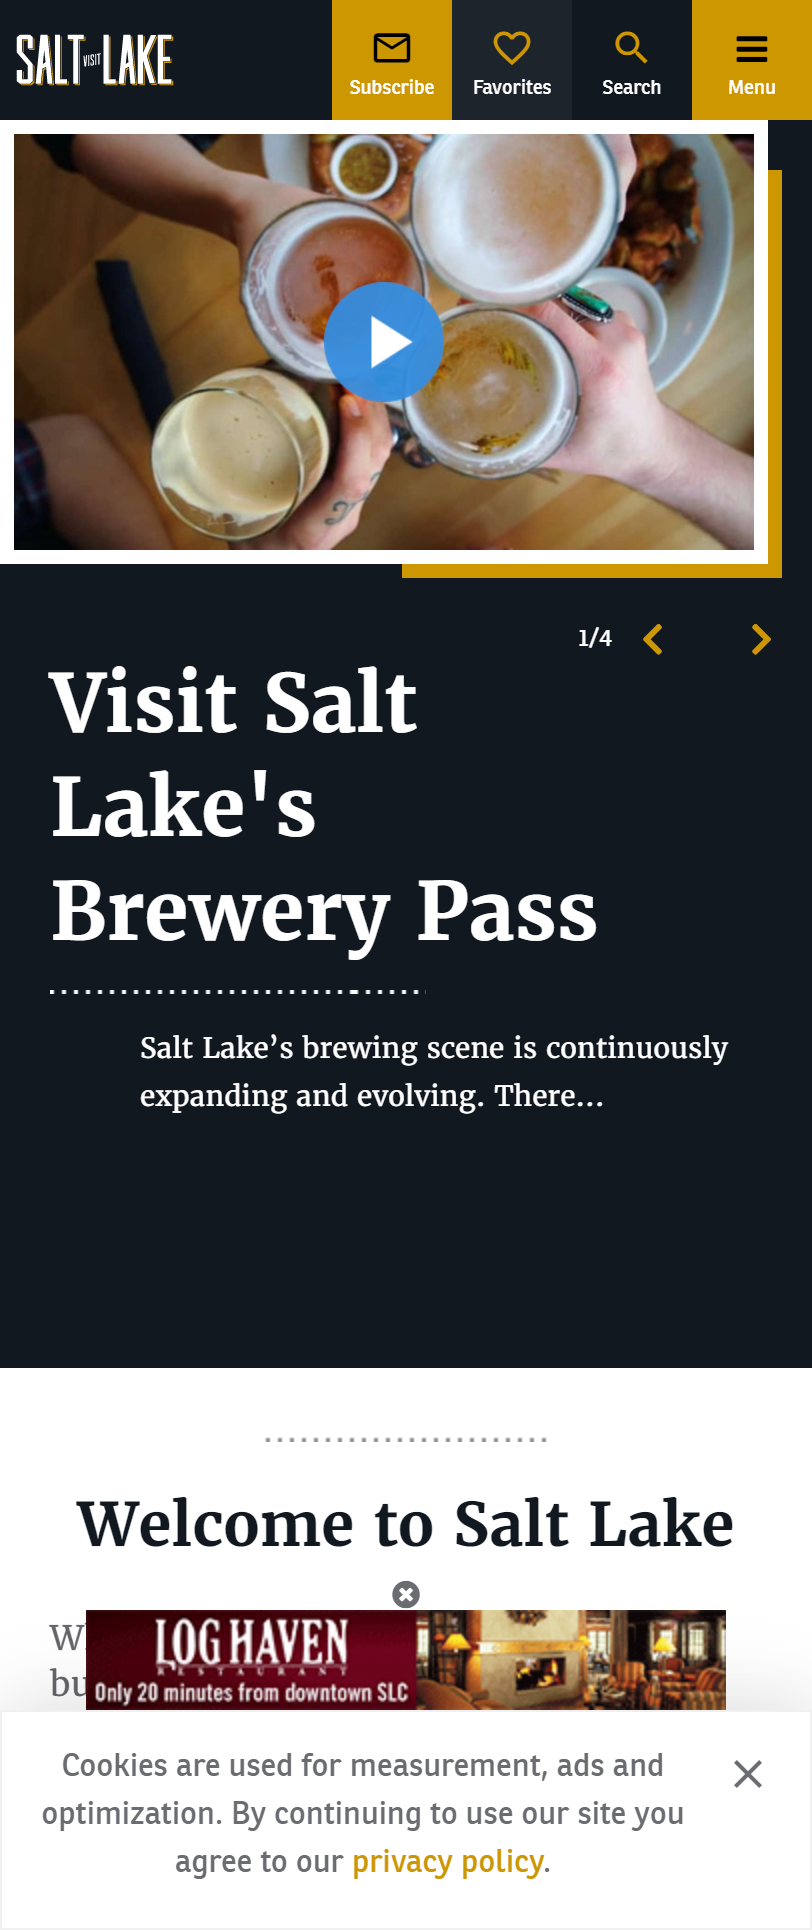 SALT VISIT LAKE
Subscribe
Favorites
Search
Menu
1/4
Visit Salt
Lake's
Brewery Pass
Salt Lake’s brewing scene is continuously
expanding and evolving. There...
Welcome to Salt Lake
LOG HAVEN
RESTAURANT
Only 20 minutes from downtown SLC
Cookies are used for measurement, ads and
optimization. By continuing to use our site you
agree to our privacy policy.